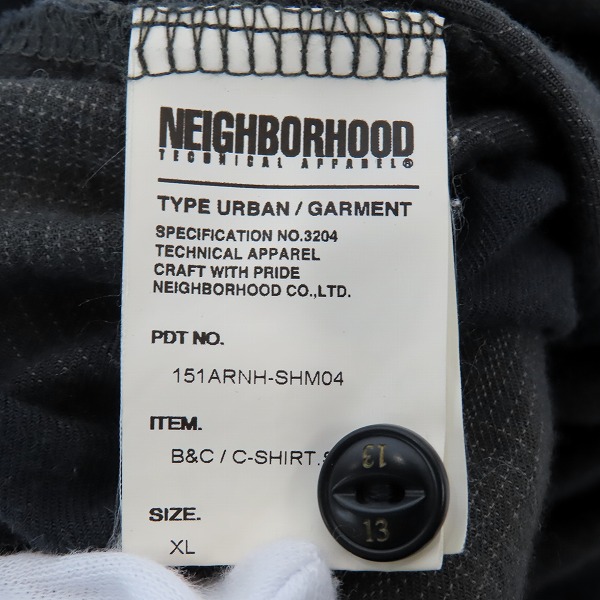 NEIGHBORHOOD
TECHNICAL APPAREL®
TYPE URBAN / GARMENT
SPECIFICATION NO.3204
TECHNICAL APPAREL
CRAFT WITH PRIDE
NEIGHBORHOOD CO.,LTD.
PDT NO.
151ARNH-SHM04
ITEM.
B&C / C-SHIRT.
13
13
SIZE.
XL